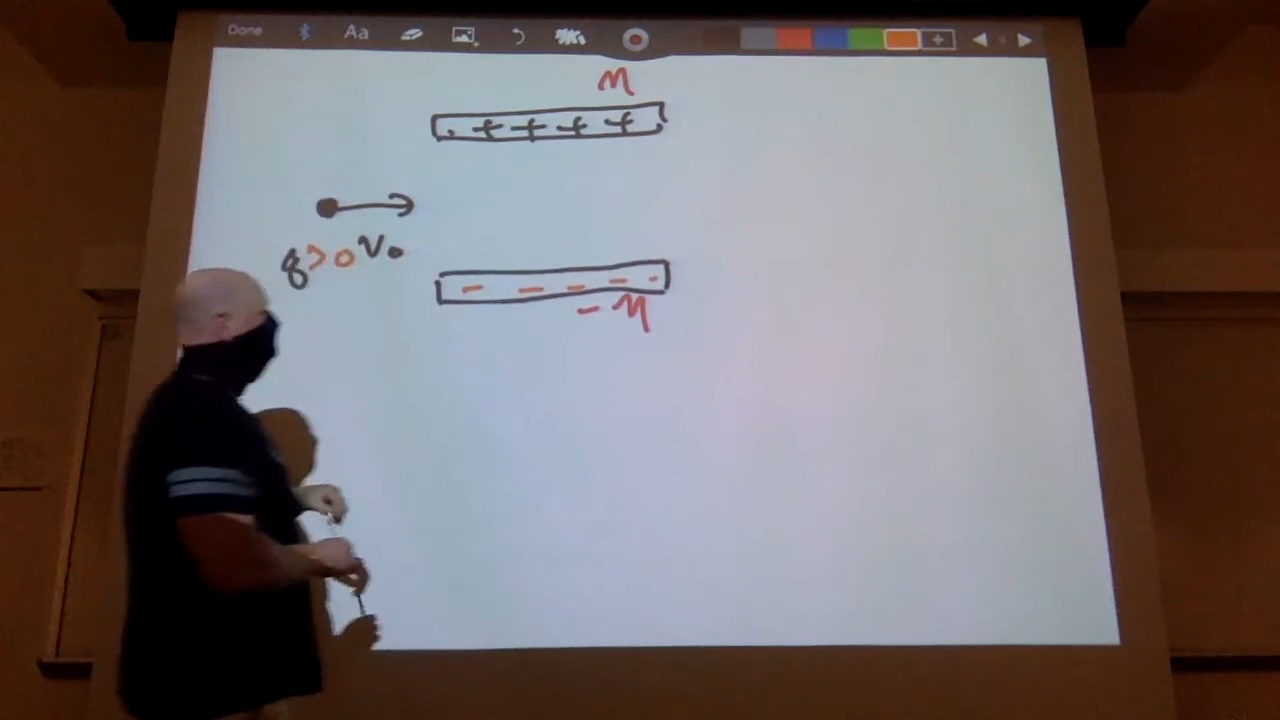 Done Aa
η
+ + + +
q>0 v₀
- - - - -
-η